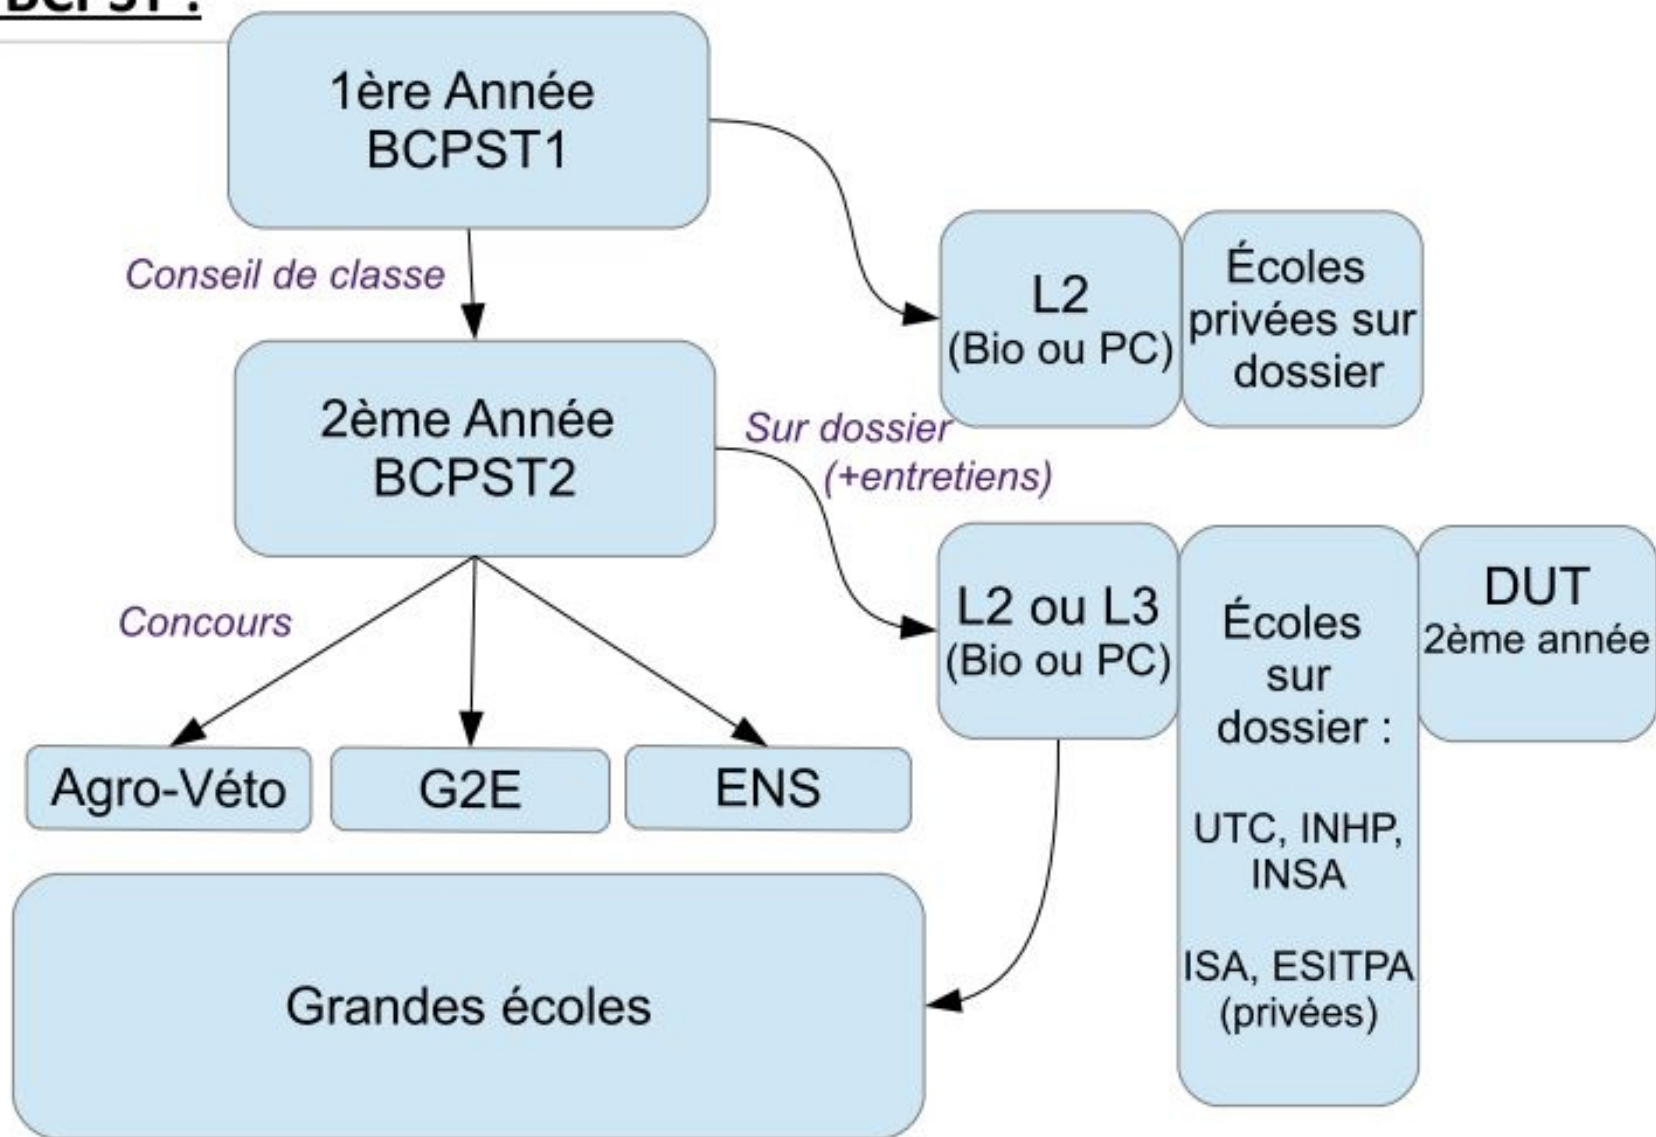 BCPST :
1ère Année
BCPST1
Conseil de classe
L2
(Bio ou PC)
Écoles
privées sur
dossier
2ème Année
BCPST2
Sur dossier
(+entretiens)
Concours
L2 ou L3
(Bio ou PC)
Écoles
sur
dossier :
UTC, INHP,
INSA
ISA, ESITPA
(privées)
DUT
2ème année
Agro-Véto
G2E
ENS
Grandes écoles